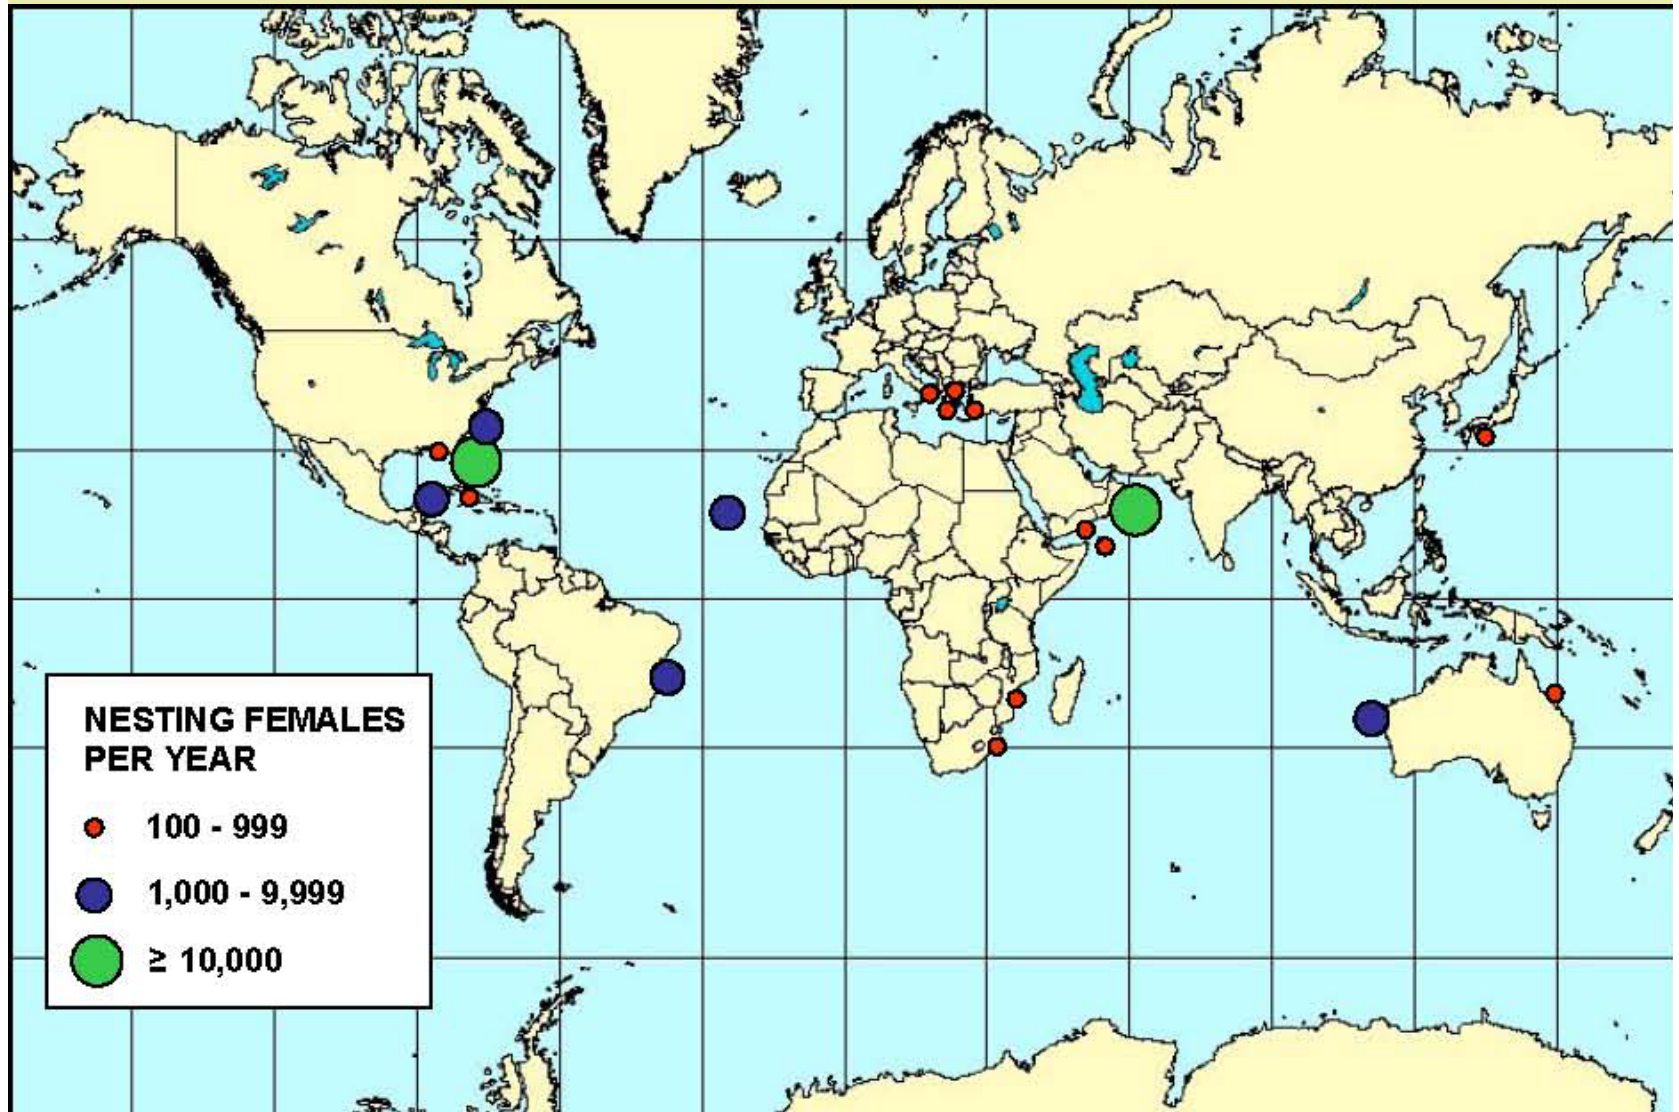 NESTING FEMALES
PER YEAR
100 - 999
1,000 - 9,999
≥ 10,000